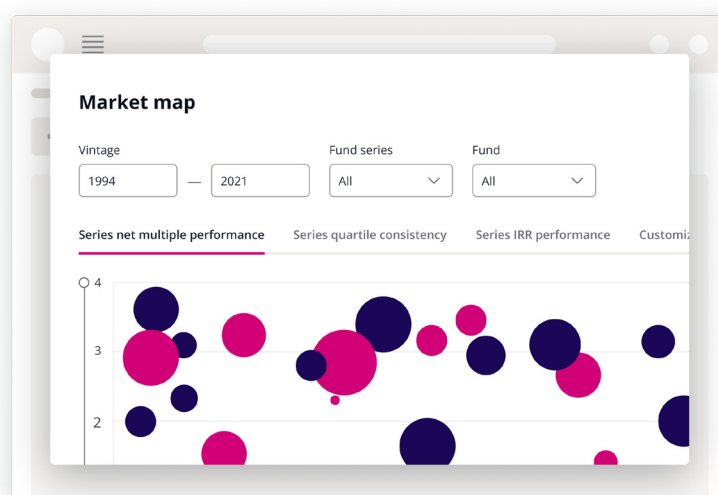 Market map
Vintage Fund series Fund
1994 — 2021 All All
Series net multiple performance Series quartile consistency Series IRR performance Customiz
4
3
2